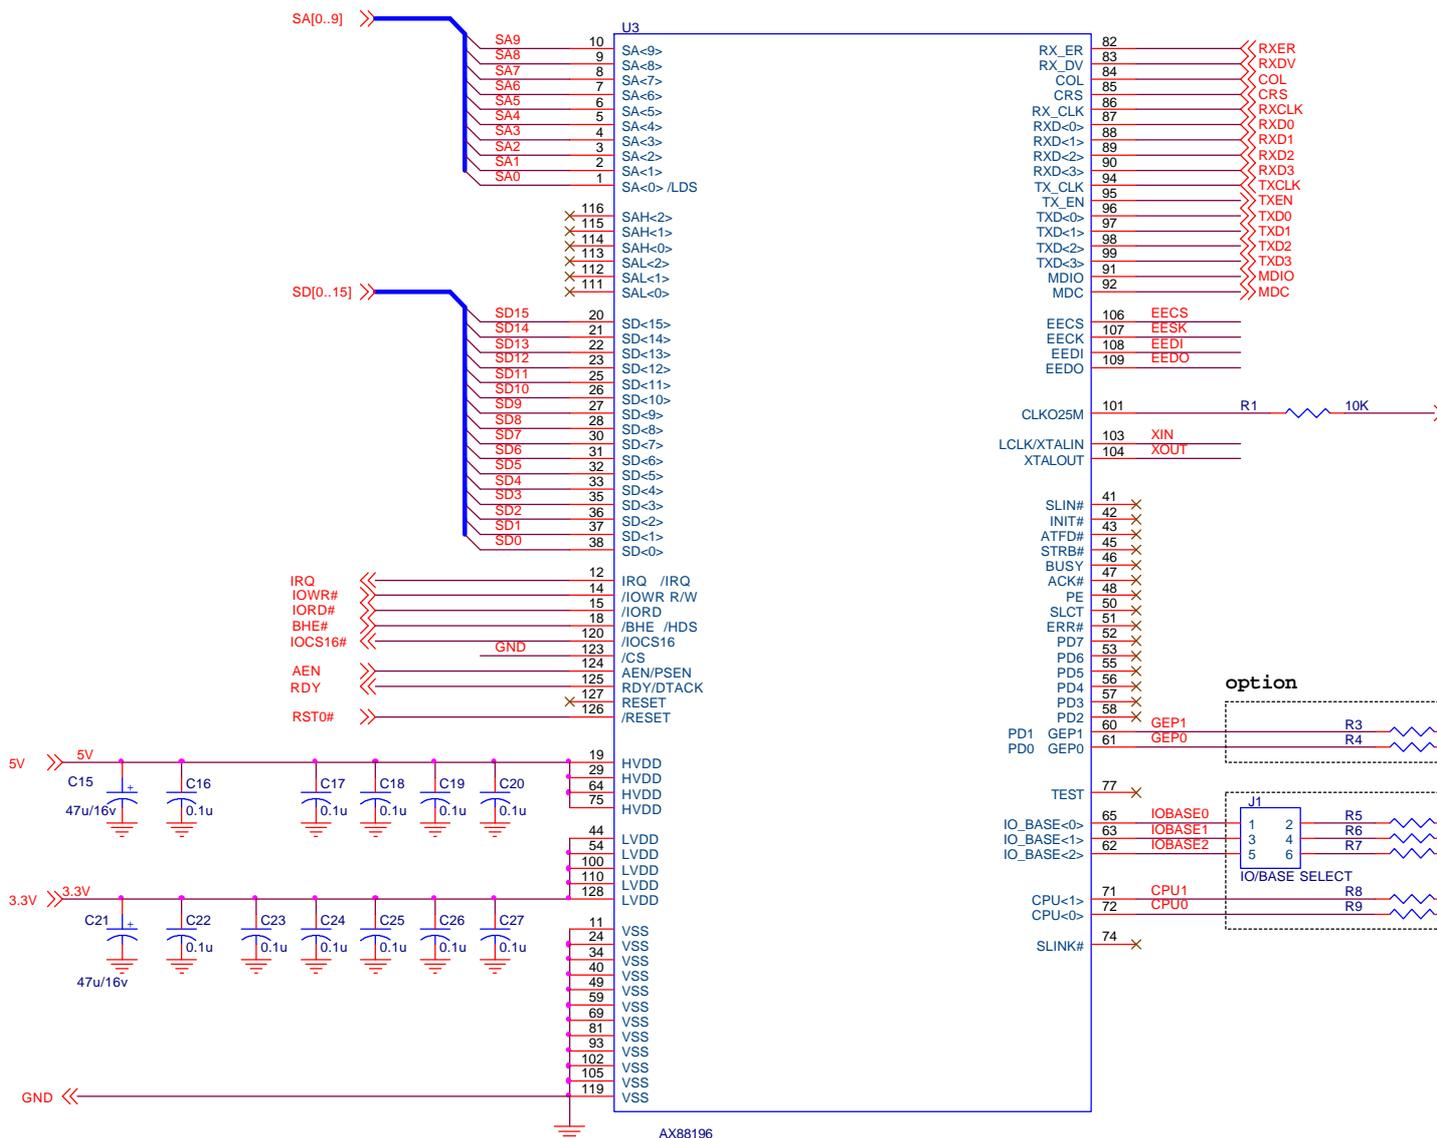 SA[0..9]
U3
SA9 10 SA<9>
SA8 9 SA<8>
SA7 8 SA<7>
SA6 7 SA<6>
SA5 6 SA<5>
SA4 5 SA<4>
SA3 4 SA<3>
SA2 3 SA<2>
SA1 2 SA<1>
SA0 1 SA<0> /LDS
116 SAH<2>
115 SAH<1>
114 SAH<0>
113 SAL<2>
112 SAL<1>
111 SAL<0>
SD[0..15]
SD15 20 SD<15>
SD14 21 SD<14>
SD13 22 SD<13>
SD12 23 SD<12>
SD11 25 SD<11>
SD10 26 SD<10>
SD9 27 SD<9>
SD8 28 SD<8>
SD7 30 SD<7>
SD6 31 SD<6>
SD5 32 SD<5>
SD4 33 SD<4>
SD3 35 SD<3>
SD2 36 SD<2>
SD1 37 SD<1>
SD0 38 SD<0>
IRQ 12 IRQ /IRQ
IOWR# 14 /IOWR R/W
IORD# 15 /IORD
BHE# 18 /BHE /HDS
IOCS16# 120 /IOCS16
GND 123 /CS
AEN 124 AEN/PSEN
RDY 125 RDY/DTACK
127 RESET
RST0# 126 /RESET
5V 5V 19 HVDD
29 HVDD
64 HVDD
75 HVDD
C15 C16 C17 C18 C19 C20
47u/16v 0.1u 0.1u 0.1u 0.1u 0.1u
44 LVDD
54 LVDD
100 LVDD
110 LVDD
3.3V 3.3V 128 LVDD
C21 C22 C23 C24 C25 C26 C27
0.1u 0.1u 0.1u 0.1u 0.1u 0.1u
47u/16v
11 VSS
24 VSS
34 VSS
40 VSS
49 VSS
59 VSS
69 VSS
81 VSS
93 VSS
102 VSS
105 VSS
GND 119 VSS
RX_ER 82 RXER
RX_DV 83 RXDV
COL 84 COL
CRS 85 CRS
RX_CLK 86 RXCLK
RXD<0> 87 RXD0
RXD<1> 88 RXD1
RXD<2> 89 RXD2
RXD<3> 90 RXD3
TX_CLK 94 TXCLK
TX_EN 95 TXEN
TXD<0> 96 TXD0
TXD<1> 97 TXD1
TXD<2> 98 TXD2
TXD<3> 99 TXD3
MDIO 91 MDIO
MDC 92 MDC
EECS 106 EECS
EECK 107 EESK
EEDI 108 EEDI
EEDO 109 EEDO
CLKO25M 101 R1 10K
LCLK/XTALIN 103 XIN
XTALOUT 104 XOUT
SLIN# 41
INIT# 42
ATFD# 43
STRB# 45
BUSY 46
ACK# 47
PE 48
SLCT 50
ERR# 51
PD7 52
PD6 53
PD5 55
PD4 56
PD3 57
PD2 58
option
PD1 GEP1 60 GEP1 R3
PD0 GEP0 61 GEP0 R4
TEST 77
J1
IO_BASE<0> 65 IOBASE0 1 2 R5
IO_BASE<1> 63 IOBASE1 3 4 R6
IO_BASE<2> 62 IOBASE2 5 6 R7
IO/BASE SELECT
CPU<1> 71 CPU1 R8
CPU<0> 72 CPU0 R9
SLINK# 74
AX88196